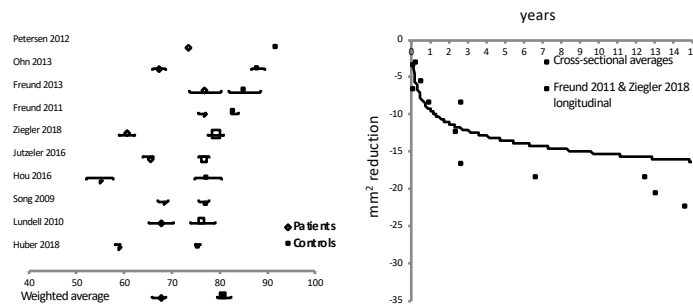 Petersen 2012
Ohn 2013
Freund 2013
Freund 2011
Ziegler 2018
Jutzeler 2016
Hou 2016
Song 2009
Lundell 2010
Huber 2018
Patients
Controls
40 50 60 70 80 90 100
Weighted average
years
0 1 2 3 4 5 6 7 8 9 10 11 12 13 14 15
0
-5
-10
-15
-20
-25
-30
-35
mm² reduction
Cross-sectional averages
Freund 2011 & Ziegler 2018
longitudinal